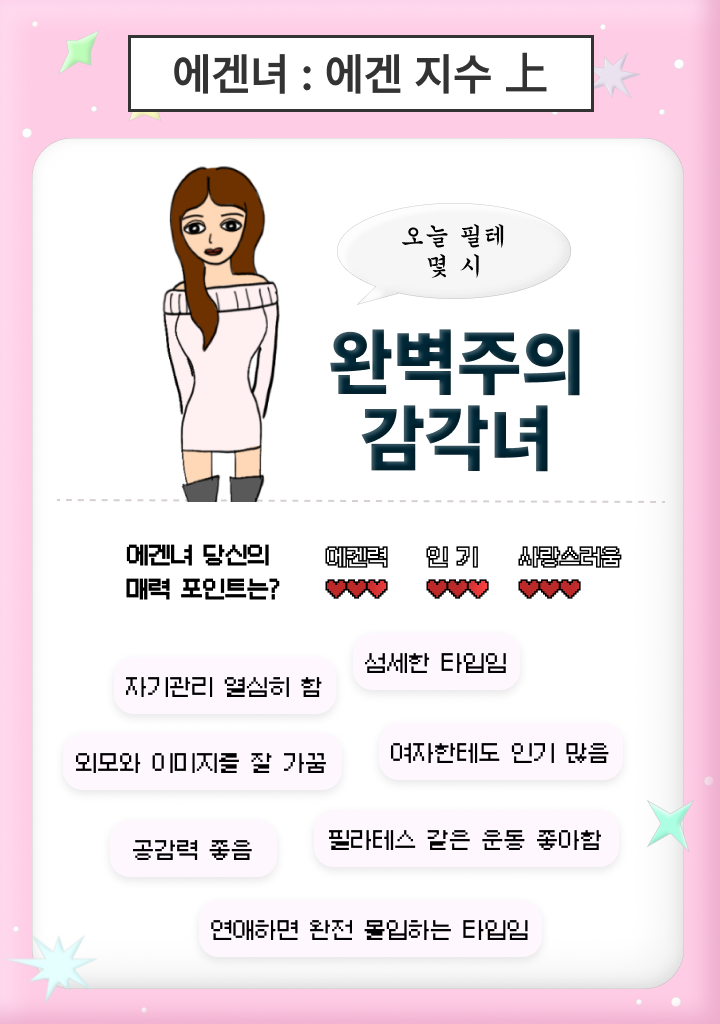 에겐녀 : 에겐 지수 上
오늘 필테
몇 시
완벽주의
감각녀
에겐녀 당신의
매력 포인트는?
에겐력 인기 사랑스러움
섬세한 타입임
자기관리 열심히 함
여자한테도 인기 많음
외모와 이미지를 잘 가꿈
필라테스 같은 운동 좋아함
공감력 좋음
연애하면 완전 몰입하는 타입임